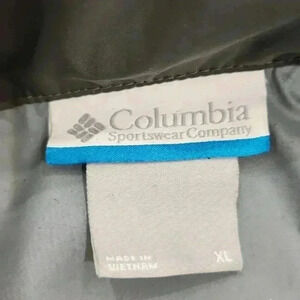 Columbia
Sportswear Company
MADE IN
VIETNAM
XL